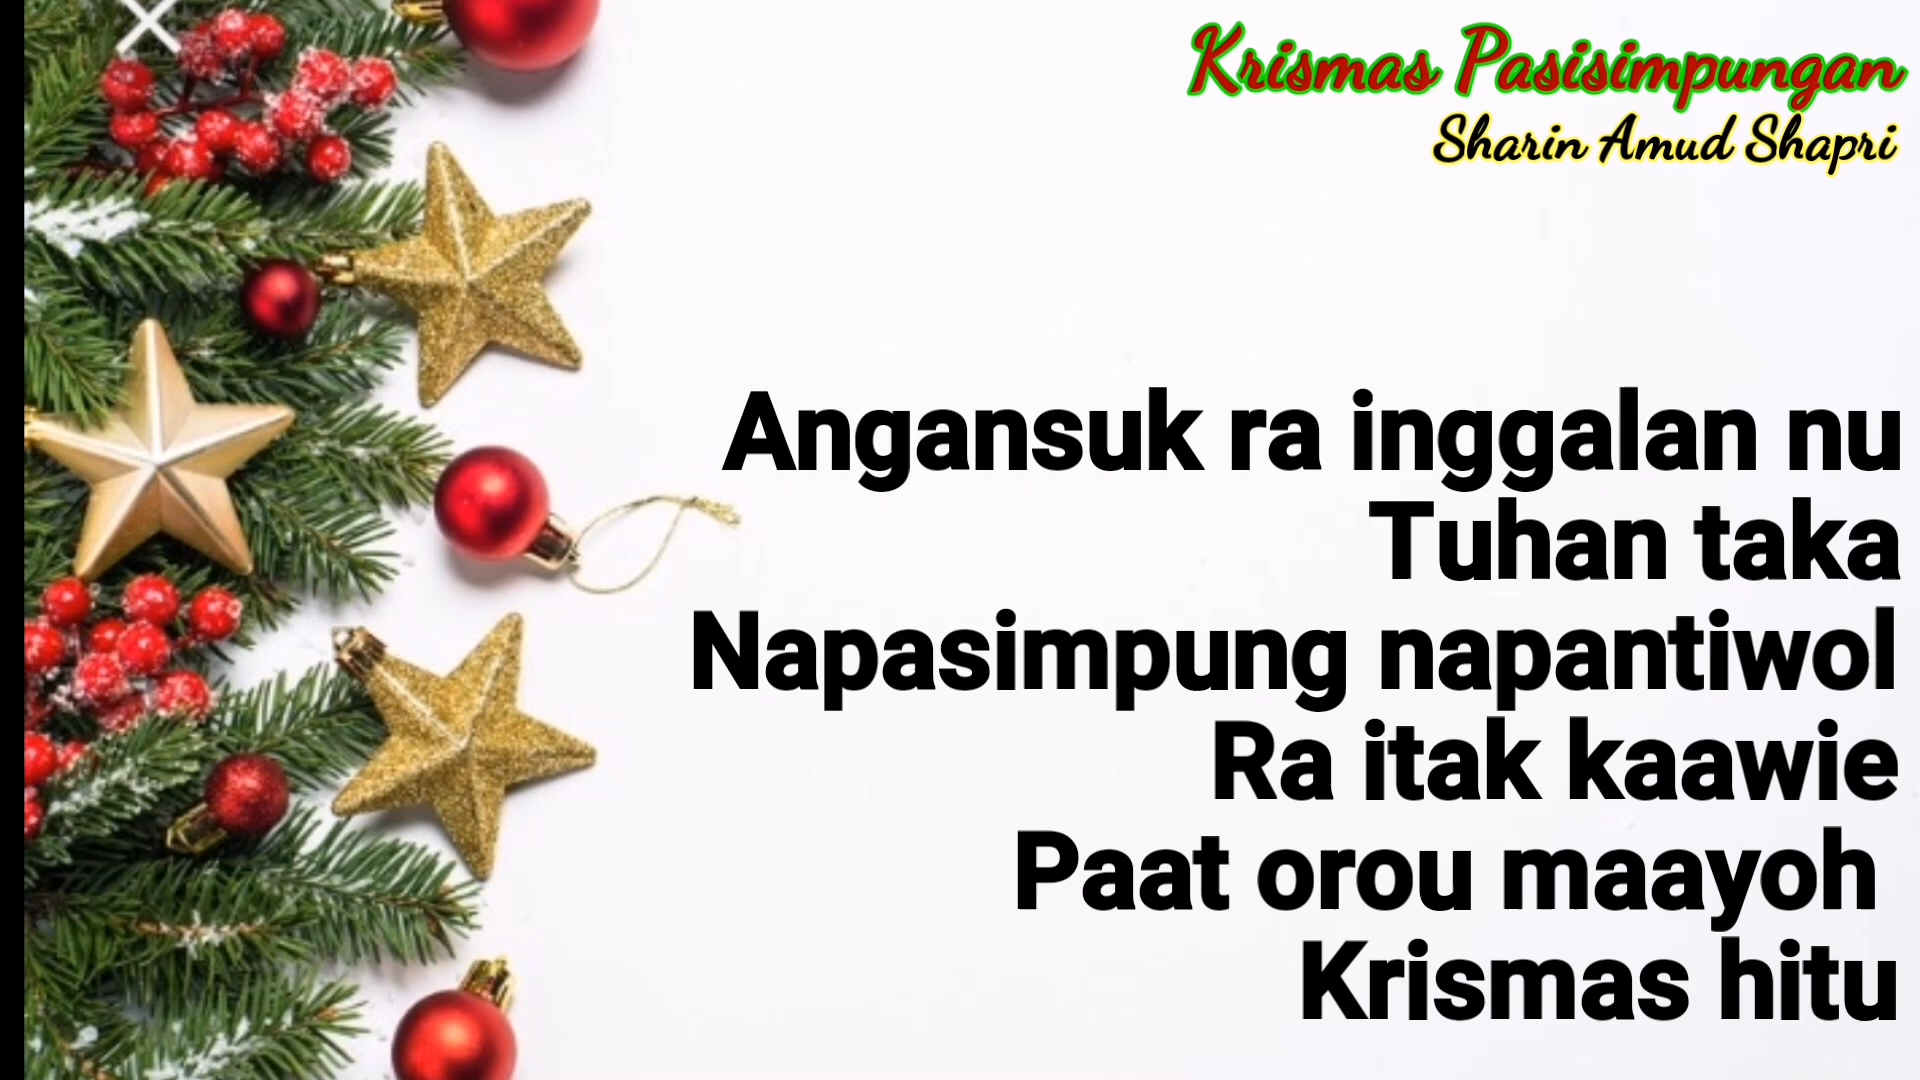 Krismas Pasisimpungan
Sharin Amud Shapri
Angansuk ra inggalan nu
Tuhan taka
Napasimpung napantiwol
Ra itak kaawie
Paat orou maayoh
Krismas hitu